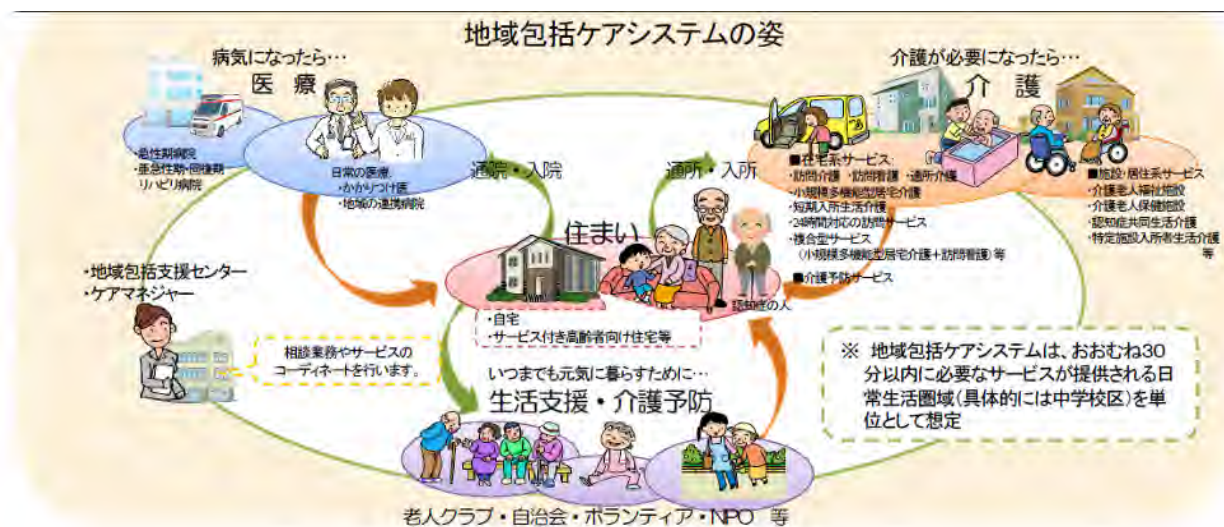 地域包括ケアシステムの姿
病気になったら…
医 療
・急性期病院
・亜急性期・回復期
リハビリ病院
日常の医療:
・かかりつけ医
・地域の連携病院
通院・入院
通所・入所
介護が必要になったら…
介 護
■在宅系サービス:
・訪問介護 ・訪問看護 ・通所介護
・小規模多機能型居宅介護
・短期入所生活介護
・24時間対応の訪問サービス
・複合型サービス
(小規模多機能型居宅介護+訪問看護)等
■介護予防サービス
■施設・居住系サービス
・介護老人福祉施設
・介護老人保健施設
・認知症共同生活介護
・特定施設入所者生活介護
等
住まい
認知症の人
・自宅
・サービス付き高齢者向け住宅等
・地域包括支援センター
・ケアマネジャー
相談業務やサービスの
コーディネートを行います。
いつまでも元気に暮らすために…
生活支援・介護予防
老人クラブ・自治会・ボランティア・NPO 等
※ 地域包括ケアシステムは、おおむね30
分以内に必要なサービスが提供される日
常生活圏域(具体的には中学校区)を単
位として想定